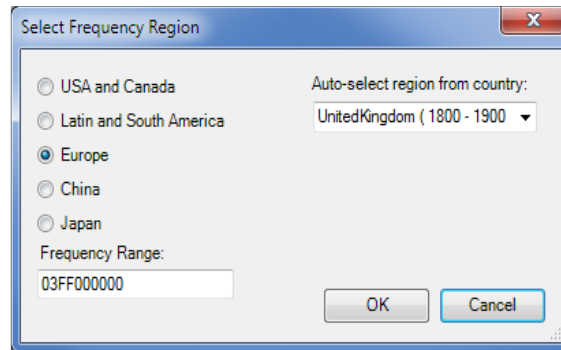 Select Frequency Region
USA and Canada
Latin and South America
Europe
China
Japan
Frequency Range:
03FF000000
Auto-select region from country:
UnitedKingdom ( 1800 - 1900
OK
Cancel